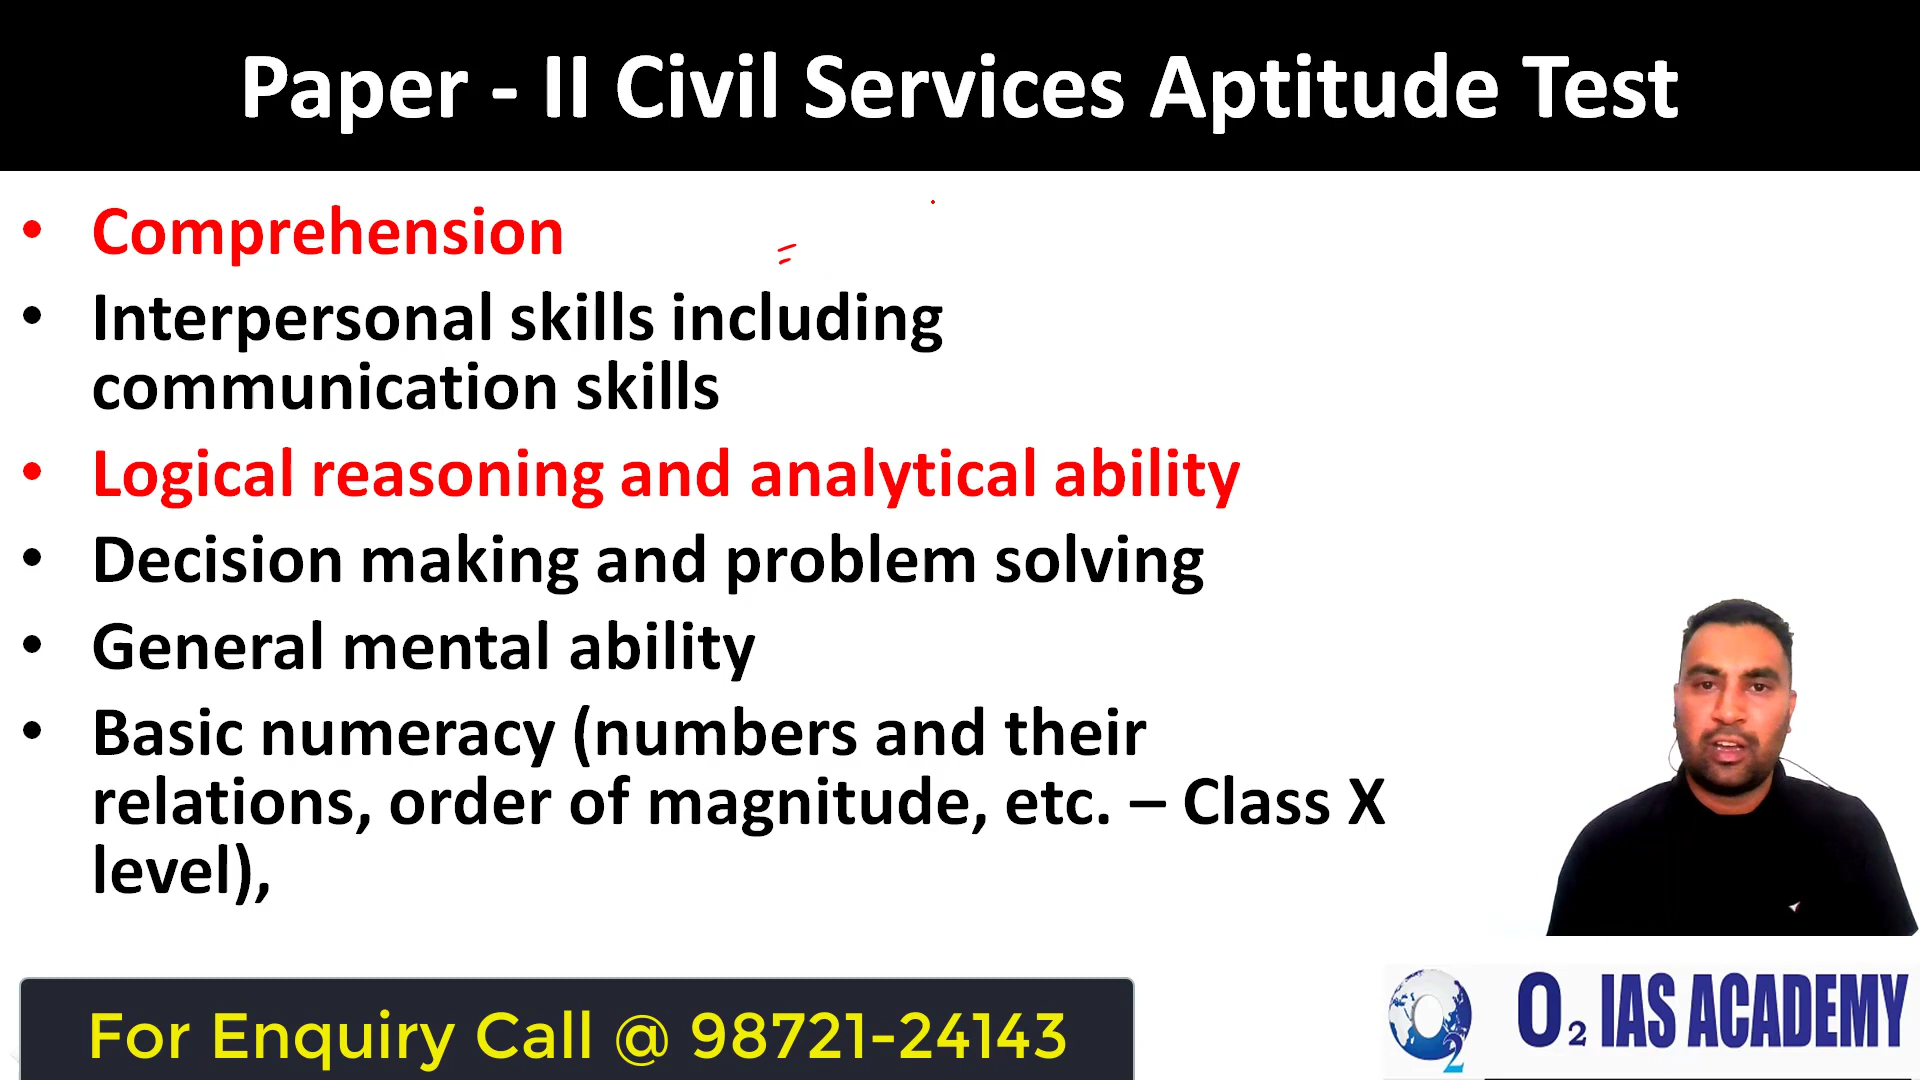 Paper - II Civil Services Aptitude Test
• Comprehension
• Interpersonal skills including
communication skills
• Logical reasoning and analytical ability
• Decision making and problem solving
• General mental ability
• Basic numeracy (numbers and their
relations, order of magnitude, etc. – Class X
level),
For Enquiry Call @ 98721-24143
O2
O2 IAS ACADEMY